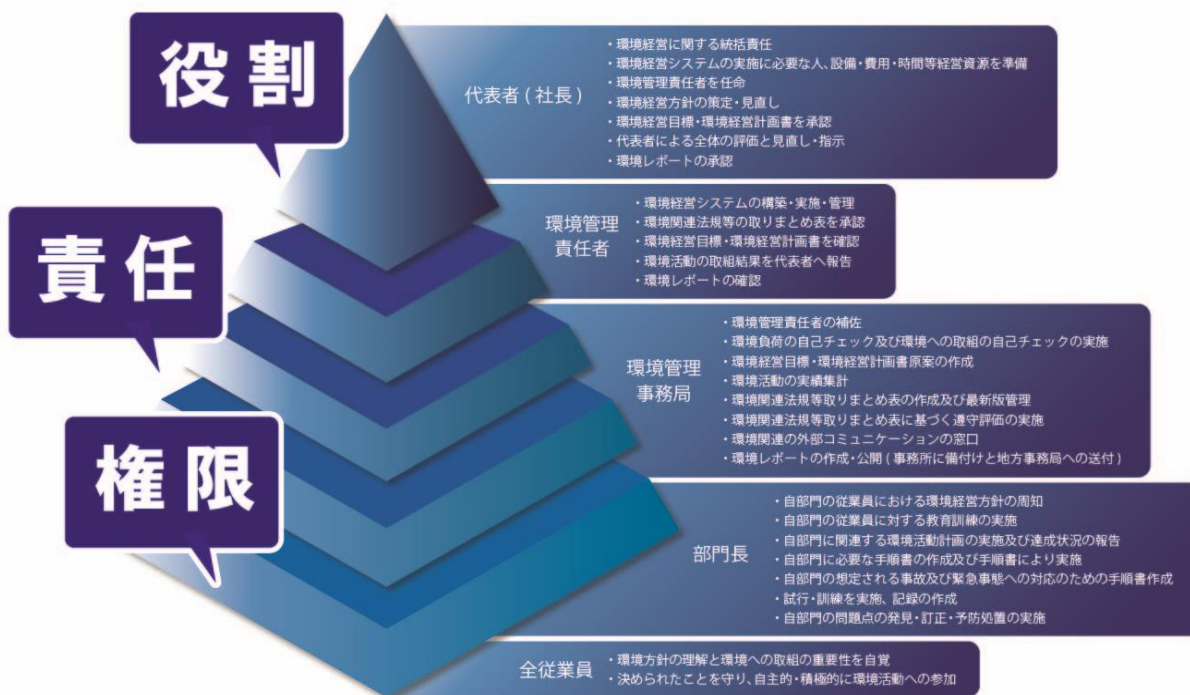 役割
責任
権限
代表者 ( 社長 )
・環境経営に関する統括責任
・環境経営システムの実施に必要な人、設備・費用・時間等経営資源を準備
・環境管理責任者を任命
・環境経営方針の策定・見直し
・環境経営目標・環境経営計画書を承認
・代表者による全体の評価と見直し・指示
・環境レポートの承認
環境管理
責任者
・環境経営システムの構築・実施・管理
・環境関連法規等の取りまとめ表を承認
・環境経営目標・環境経営計画書を確認
・環境活動の取組結果を代表者へ報告
・環境レポートの確認
環境管理
事務局
・環境管理責任者の補佐
・環境負荷の自己チェック及び環境への取組の自己チェックの実施
・環境経営目標・環境経営計画書原案の作成
・環境活動の実績集計
・環境関連法規等取りまとめ表の作成及び最新版管理
・環境関連法規等取りまとめ表に基づく遵守評価の実施
・環境関連の外部コミュニケーションの窓口
・環境レポートの作成・公開 ( 事務所に備付けと地方事務局への送付 )
部門長
・自部門の従業員における環境経営方針の周知
・自部門の従業員に対する教育訓練の実施
・自部門に関連する環境活動計画の実施及び達成状況の報告
・自部門に必要な手順書の作成及び手順書により実施
・自部門の想定される事故及び緊急事態への対応のための手順書作成
・試行・訓練を実施、記録の作成
・自部門の問題点の発見・訂正・予防処置の実施
全従業員
・環境方針の理解と環境への取組の重要性を自覚
・決められたことを守り、自主的・積極的に環境活動への参加